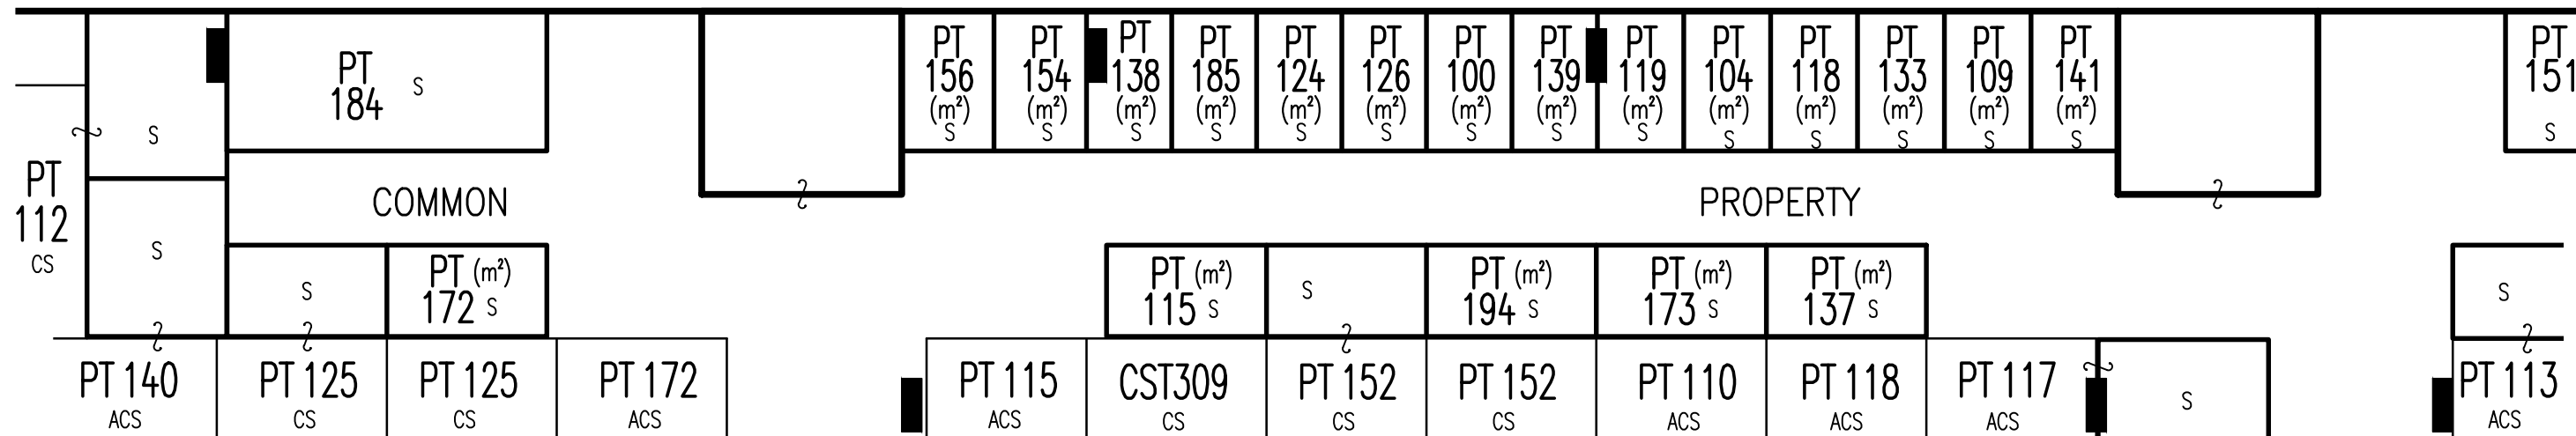 PT
184 S
S
PT
156
(m²)
S
PT
154
(m²)
S
PT
138
(m²)
S
PT
185
(m²)
S
PT
124
(m²)
S
PT
126
(m²)
S
PT
100
(m²)
S
PT
139
(m²)
S
PT
119
(m²)
S
PT
104
(m²)
S
PT
118
(m²)
S
PT
133
(m²)
S
PT
109
(m²)
S
PT
141
(m²)
S
PT
151
S
PT
112
CS
COMMON
PROPERTY
S
S
PT (m²)
172 S
PT (m²)
115 S
S
PT (m²)
194 S
PT (m²)
173 S
PT (m²)
137 S
S
PT 140
ACS
PT 125
CS
PT 125
CS
PT 172
ACS
PT 115
ACS
CST309
CS
PT 152
CS
PT 152
CS
PT 110
ACS
PT 118
ACS
PT 117
ACS
S
PT 113
ACS